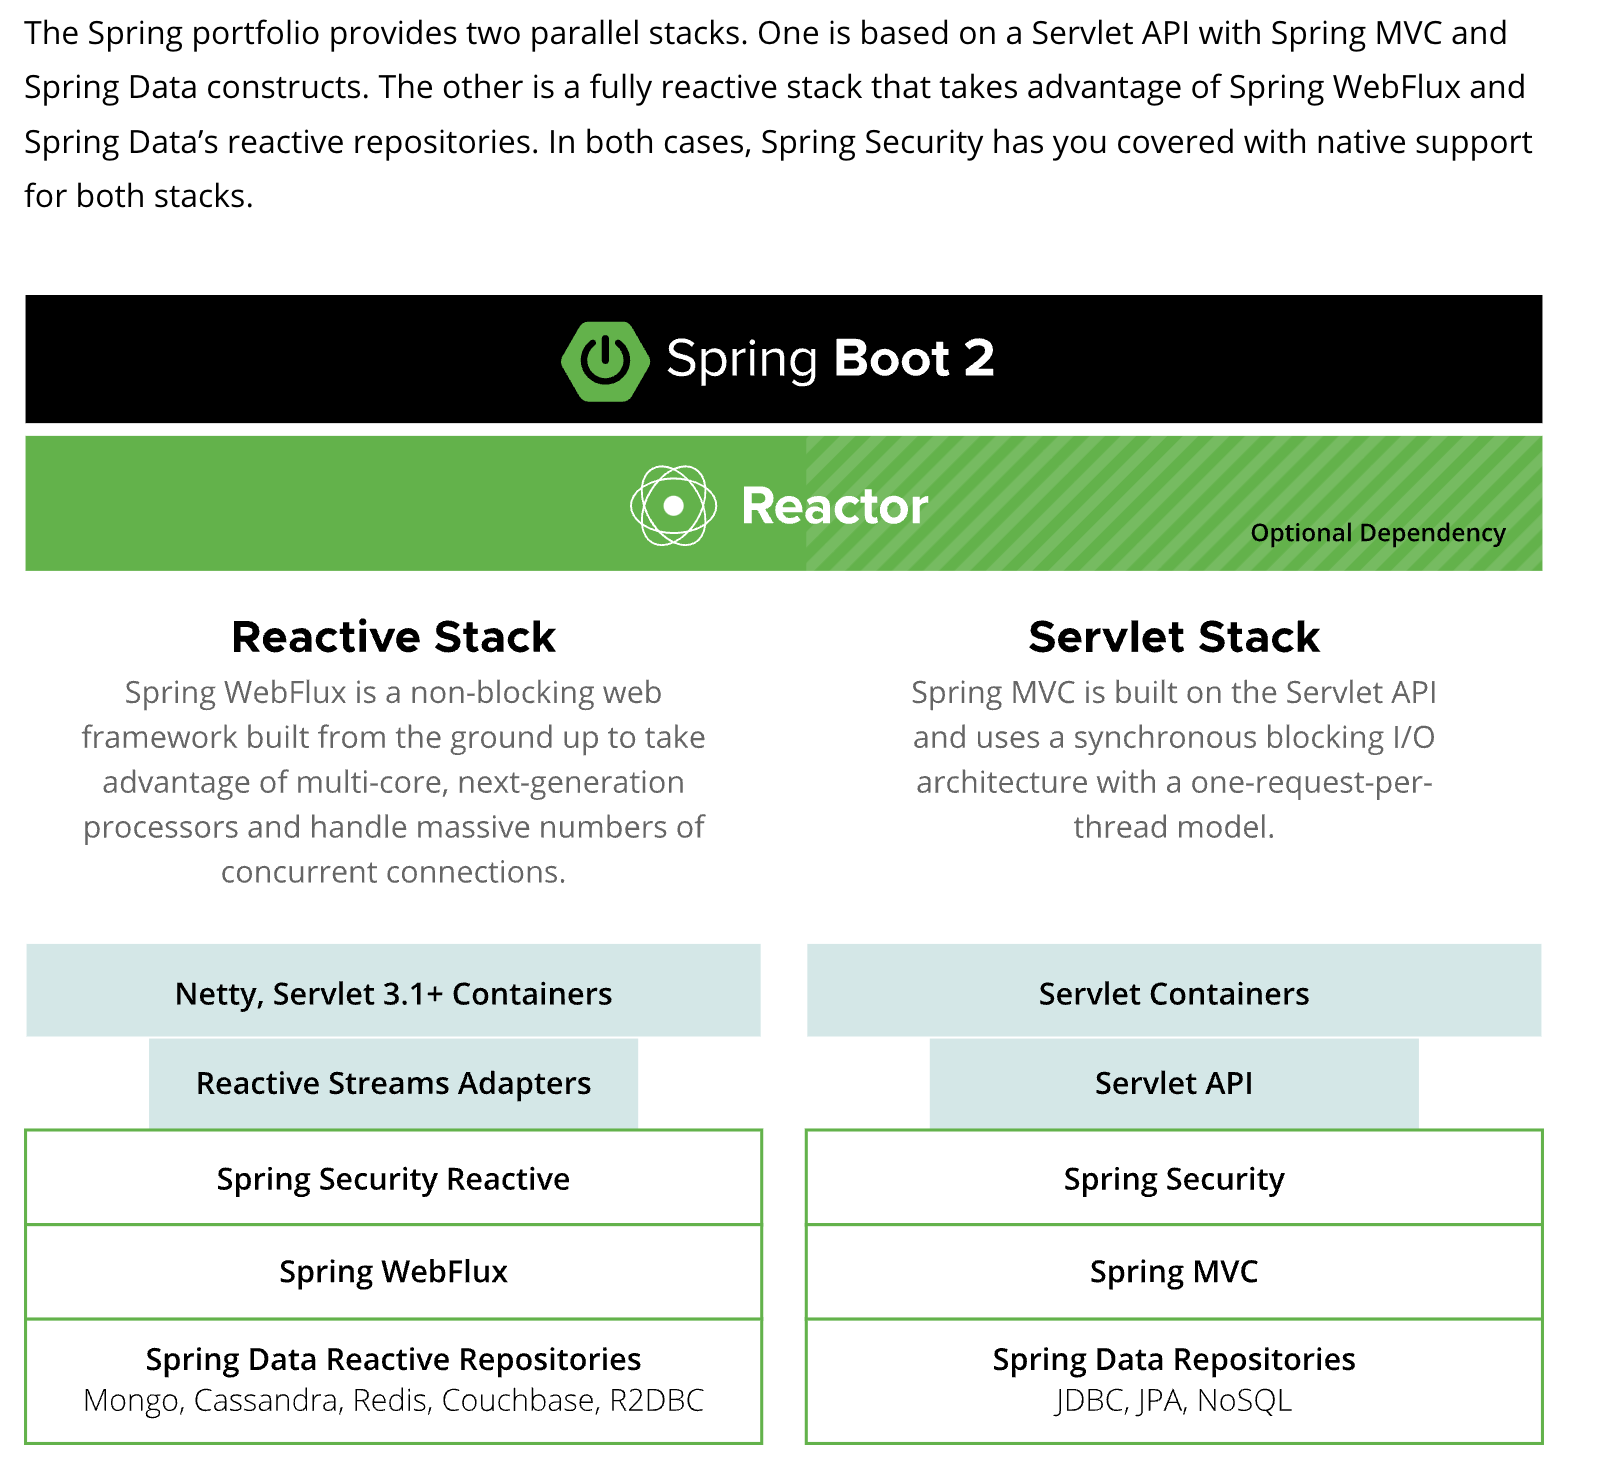 The Spring portfolio provides two parallel stacks. One is based on a Servlet API with Spring MVC and
Spring Data constructs. The other is a fully reactive stack that takes advantage of Spring WebFlux and
Spring Data’s reactive repositories. In both cases, Spring Security has you covered with native support
for both stacks.
Spring Boot 2
Reactor
Optional Dependency
Reactive Stack
Spring WebFlux is a non-blocking web
framework built from the ground up to take
advantage of multi-core, next-generation
processors and handle massive numbers of
concurrent connections.
Servlet Stack
Spring MVC is built on the Servlet API
and uses a synchronous blocking I/O
architecture with a one-request-per-
thread model.
Netty, Servlet 3.1+ Containers
Reactive Streams Adapters
Spring Security Reactive
Spring WebFlux
Spring Data Reactive Repositories
Mongo, Cassandra, Redis, Couchbase, R2DBC
Servlet Containers
Servlet API
Spring Security
Spring MVC
Spring Data Repositories
JDBC, JPA, NoSQL